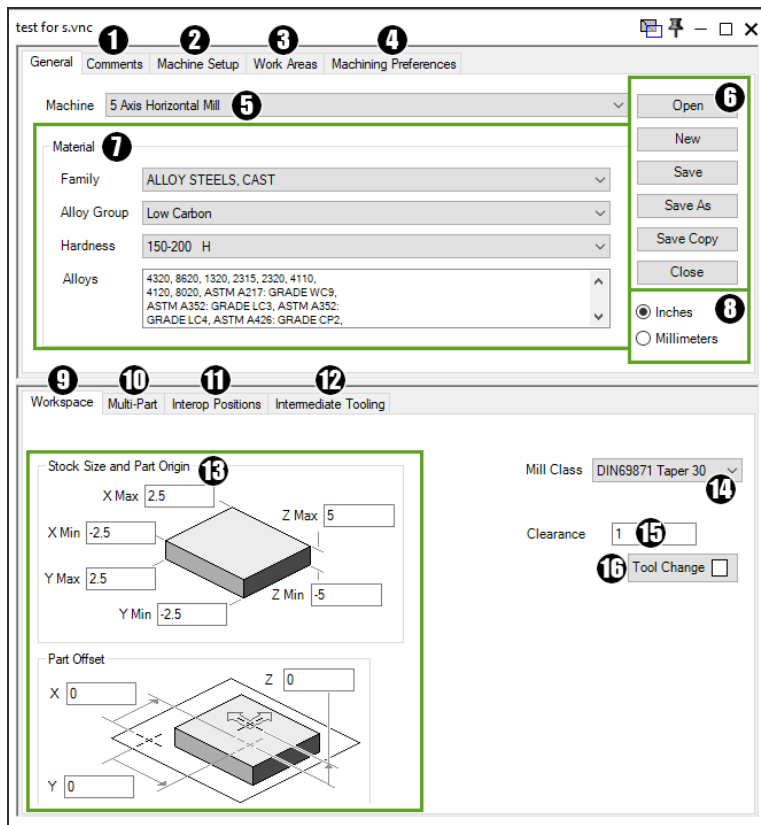 test for s.vnc
1 2 3 4
General Comments Machine Setup Work Areas Machining Preferences
Machine 5 Axis Horizontal Mill 5
6
Open
New
Save
Save As
Save Copy
Close
7
Material
Family ALLOY STEELS, CAST
Alloy Group Low Carbon
Hardness 150-200 H
Alloys
4320, 8620, 1320, 2315, 2320, 4110,
4120, 8020, ASTM A217: GRADE WC9,
ASTM A352: GRADE LC3, ASTM A352:
GRADE LC4, ASTM A426: GRADE CP2,
Inches 8
Millimeters
9 10 11 12
Workspace Multi-Part Interop Positions Intermediate Tooling
Stock Size and Part Origin 13
X Max 2.5
Z Max 5
X Min -2.5
Y Max 2.5
Z Min -5
Y Min -2.5
Mill Class DIN69871 Taper 30
14
Clearance 1 15
16 Tool Change
Part Offset
X 0
Z 0
Y 0